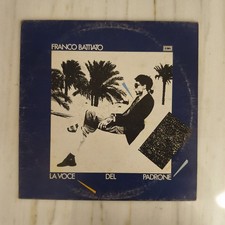 FRANCO BATTIATO
EMI
LA VOCE DEL PADRONE